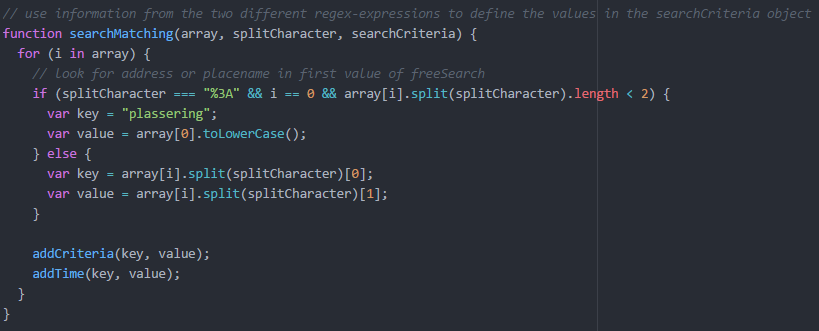 // use information from the two different regex-expressions to define the values in the searchCriteria object
function searchMatching(array, splitCharacter, searchCriteria) {
  for (i in array) {
    // look for address or placename in first value of freeSearch
    if (splitCharacter === "%3A" && i == 0 && array[i].split(splitCharacter).length < 2) {
      var key = "plassering";
      var value = array[0].toLowerCase();
    } else {
      var key = array[i].split(splitCharacter)[0];
      var value = array[i].split(splitCharacter)[1];
    }

    addCriteria(key, value);
    addTime(key, value);
  }
}